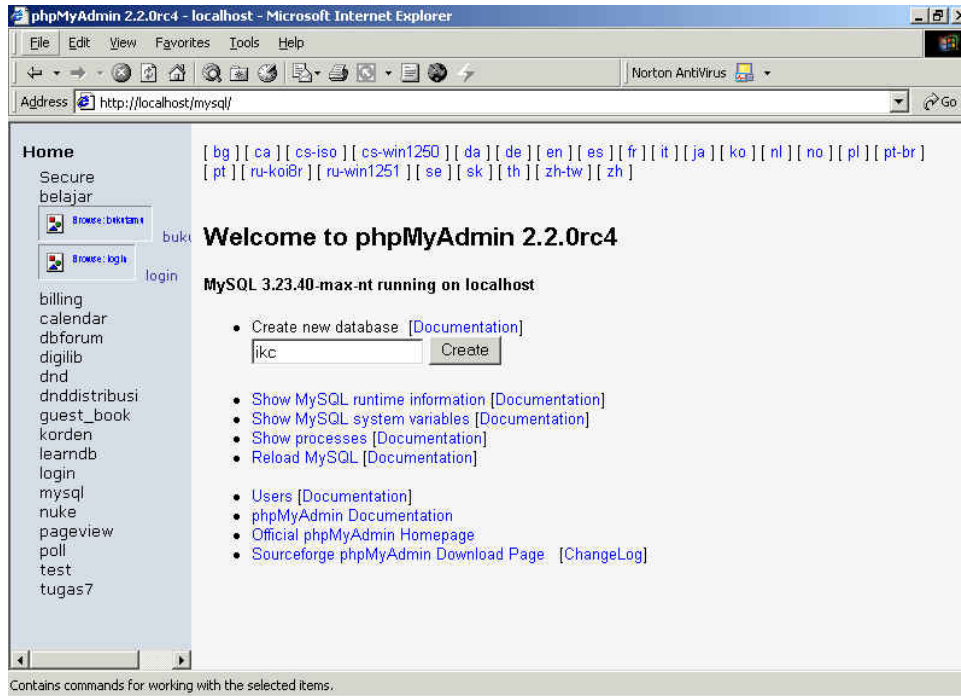 phpMyAdmin 2.2.0rc4 - localhost - Microsoft Internet Explorer
File Edit View Favorites Tools Help
Norton AntiVirus
Address http://localhost/mysql/ Go
Home
Secure
belajar
Browse: bukutamu
buku
Browse: login
login
billing
calendar
dbforum
digilib
dnd
dnddistribusi
guest_book
korden
learndb
login
mysql
nuke
pageview
poll
test
tugas7
[ bg ] [ ca ] [ cs-iso ] [ cs-win1250 ] [ da ] [ de ] [ en ] [ es ] [ fr ] [ it ] [ ja ] [ ko ] [ nl ] [ no ] [ pl ] [ pt-br ]
[ pt ] [ ru-koi8r ] [ ru-win1251 ] [ se ] [ sk ] [ th ] [ zh-tw ] [ zh ]
Welcome to phpMyAdmin 2.2.0rc4
MySQL 3.23.40-max-nt running on localhost
• Create new database [Documentation]
ikc Create
• Show MySQL runtime information [Documentation]
• Show MySQL system variables [Documentation]
• Show processes [Documentation]
• Reload MySQL [Documentation]
• Users [Documentation]
• phpMyAdmin Documentation
• Official phpMyAdmin Homepage
• Sourceforge phpMyAdmin Download Page [ChangeLog]
Contains commands for working with the selected items.